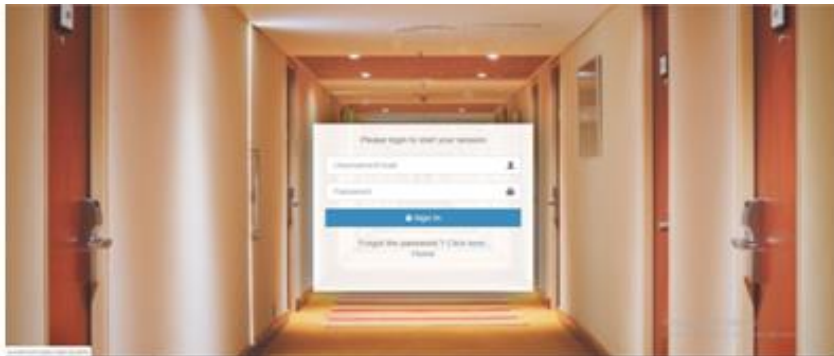 Please login to start your session
Username/Email
Password
Sign In
Forgot the password ? Click here..
Home